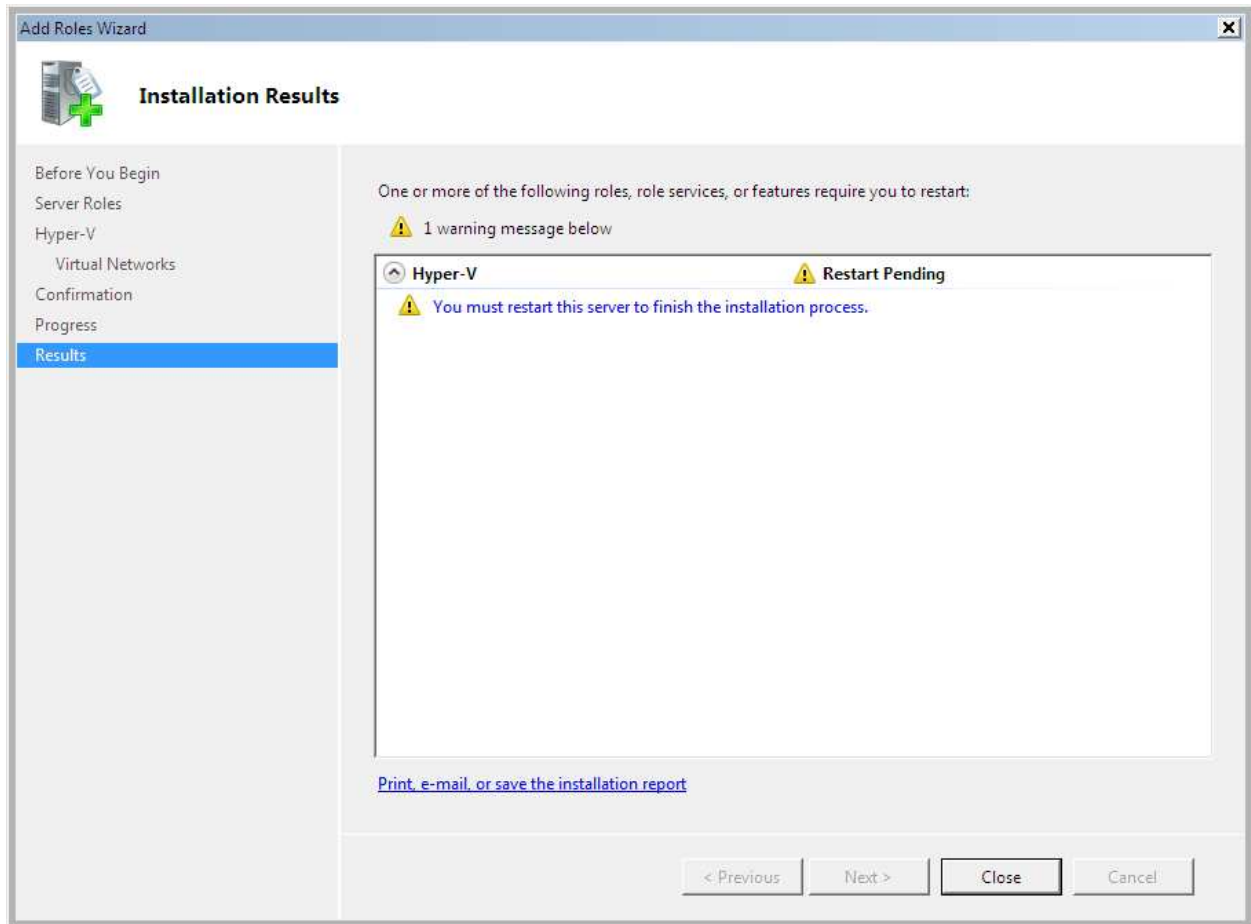 Add Roles Wizard
Installation Results
Before You Begin
Server Roles
Hyper-V
Virtual Networks
Confirmation
Progress
Results
One or more of the following roles, role services, or features require you to restart:
1 warning message below
Hyper-V Restart Pending
You must restart this server to finish the installation process.
Print, e-mail, or save the installation report
< Previous Next > Close Cancel